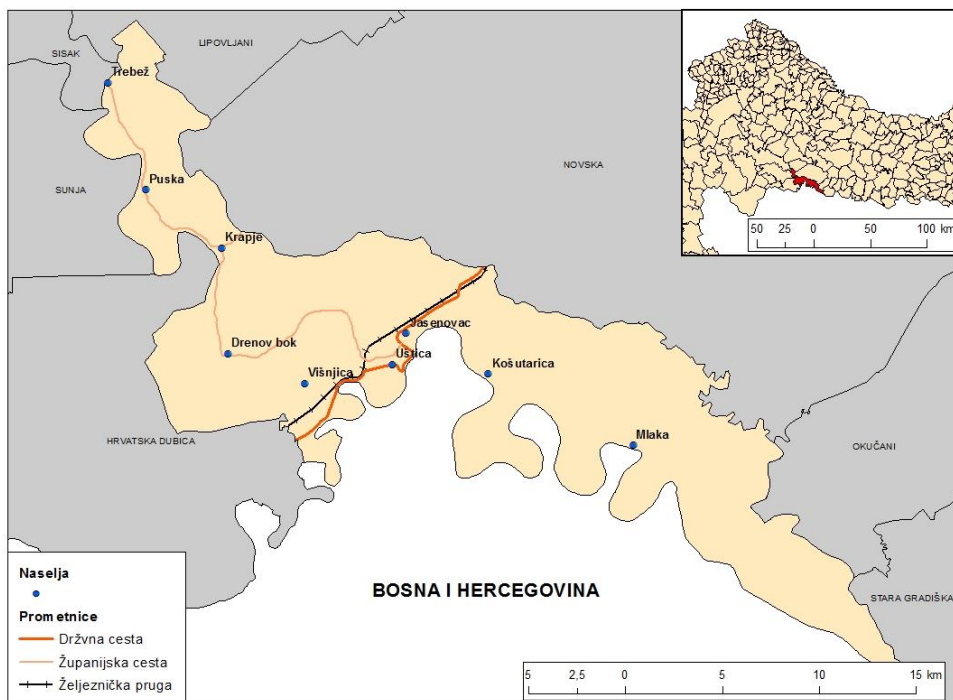 LIPOVLJANI
SISAK
Trebež
NOVSKA
Puska
SUNJA
50 25 0 50 100 km
Krapje
Jasenovac
Drenov bok
Uštica
Košutarica
Višnjica
HRVATSKA DUBICA
Mlaka
OKUČANI
Naselja
BOSNA I HERCEGOVINA
STARA GRADIŠKA
Prometnice
Držvna cesta
Županijska cesta
Željeznička pruga
5 2,5 0 5 10 15 km